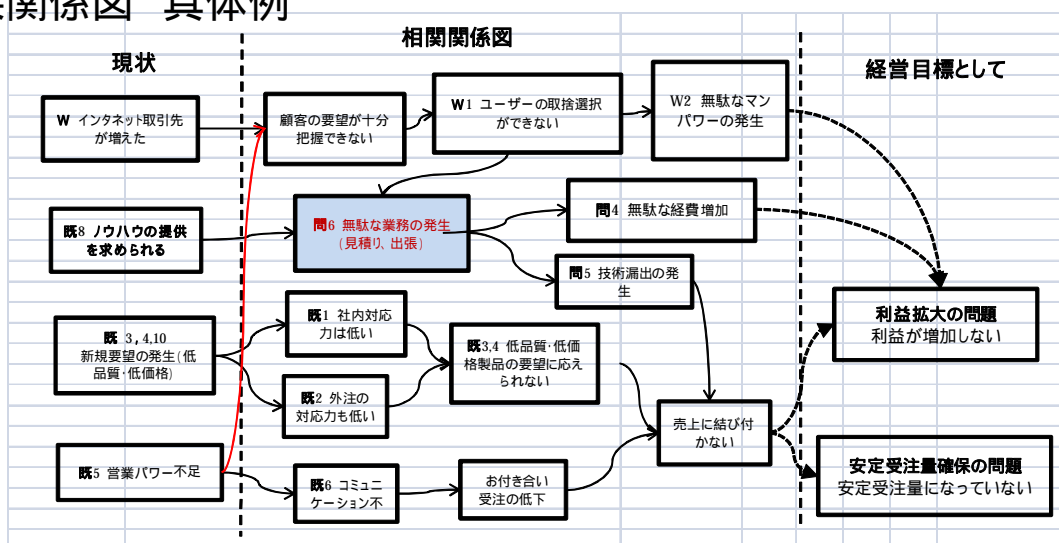 関係図 具体例
相関関係図
現状
経営目標として
W インタネット取引先
が増えた
顧客の要望が十分
把握できない
W1 ユーザーの取捨選択
ができない
W2 無駄なマン
パワーの発生
既8 ノウハウの提供
を求められる
問6 無駄な業務の発生
(見積り、出張)
問4 無駄な経費増加
問5 技術漏出の発
生
利益拡大の問題
利益が増加しない
既 3,4,10
新規要望の発生(低
品質・低価格)
既1 社内対応
力は低い
既2 外注の
対応力も低い
既3,4 低品質・低価
格製品の要望に応え
られない
売上に結び付
かない
既5 営業パワー不足
既6 コミュニ
ケーション不
お付き合い
受注の低下
安定受注量確保の問題
安定受注量になっていない